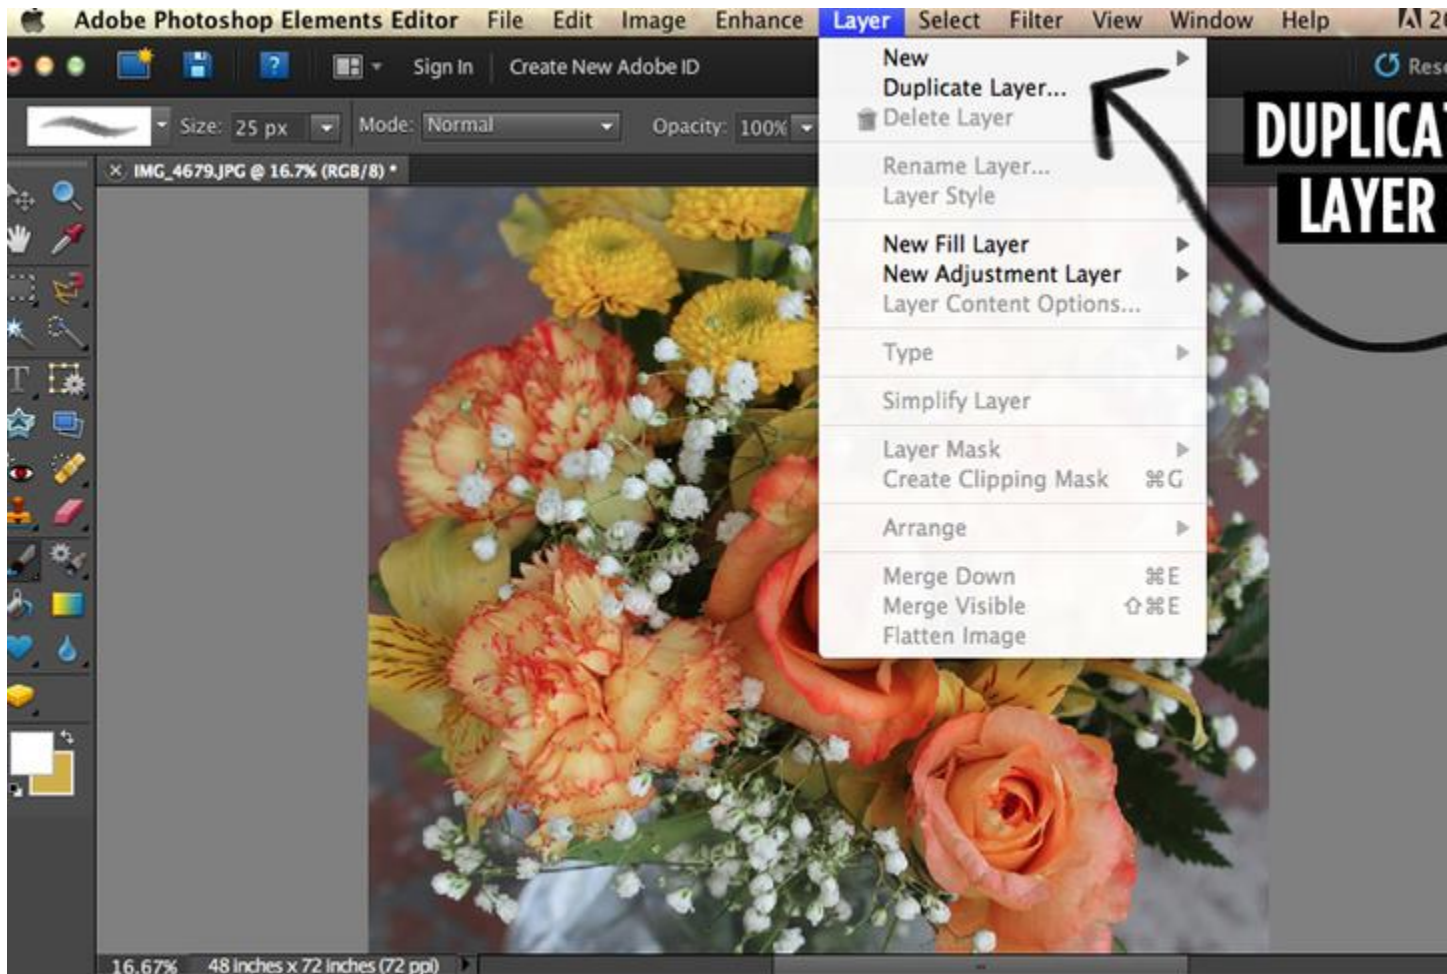 Adobe Photoshop Elements Editor File Edit Image Enhance Layer Select Filter View Window Help
Sign In Create New Adobe ID
Size: 25 px Mode: Normal Opacity: 100%
IMG_4679.JPG @ 16.7% (RGB/8) *
New
Duplicate Layer...
Delete Layer
Rename Layer...
Layer Style
New Fill Layer
New Adjustment Layer
Layer Content Options...
Type
Simplify Layer
Layer Mask
Create Clipping Mask ⌘G
Arrange
Merge Down ⌘E
Merge Visible ⇧⌘E
Flatten Image
LAYER
16.67% 48 inches x 72 inches (72 ppi)